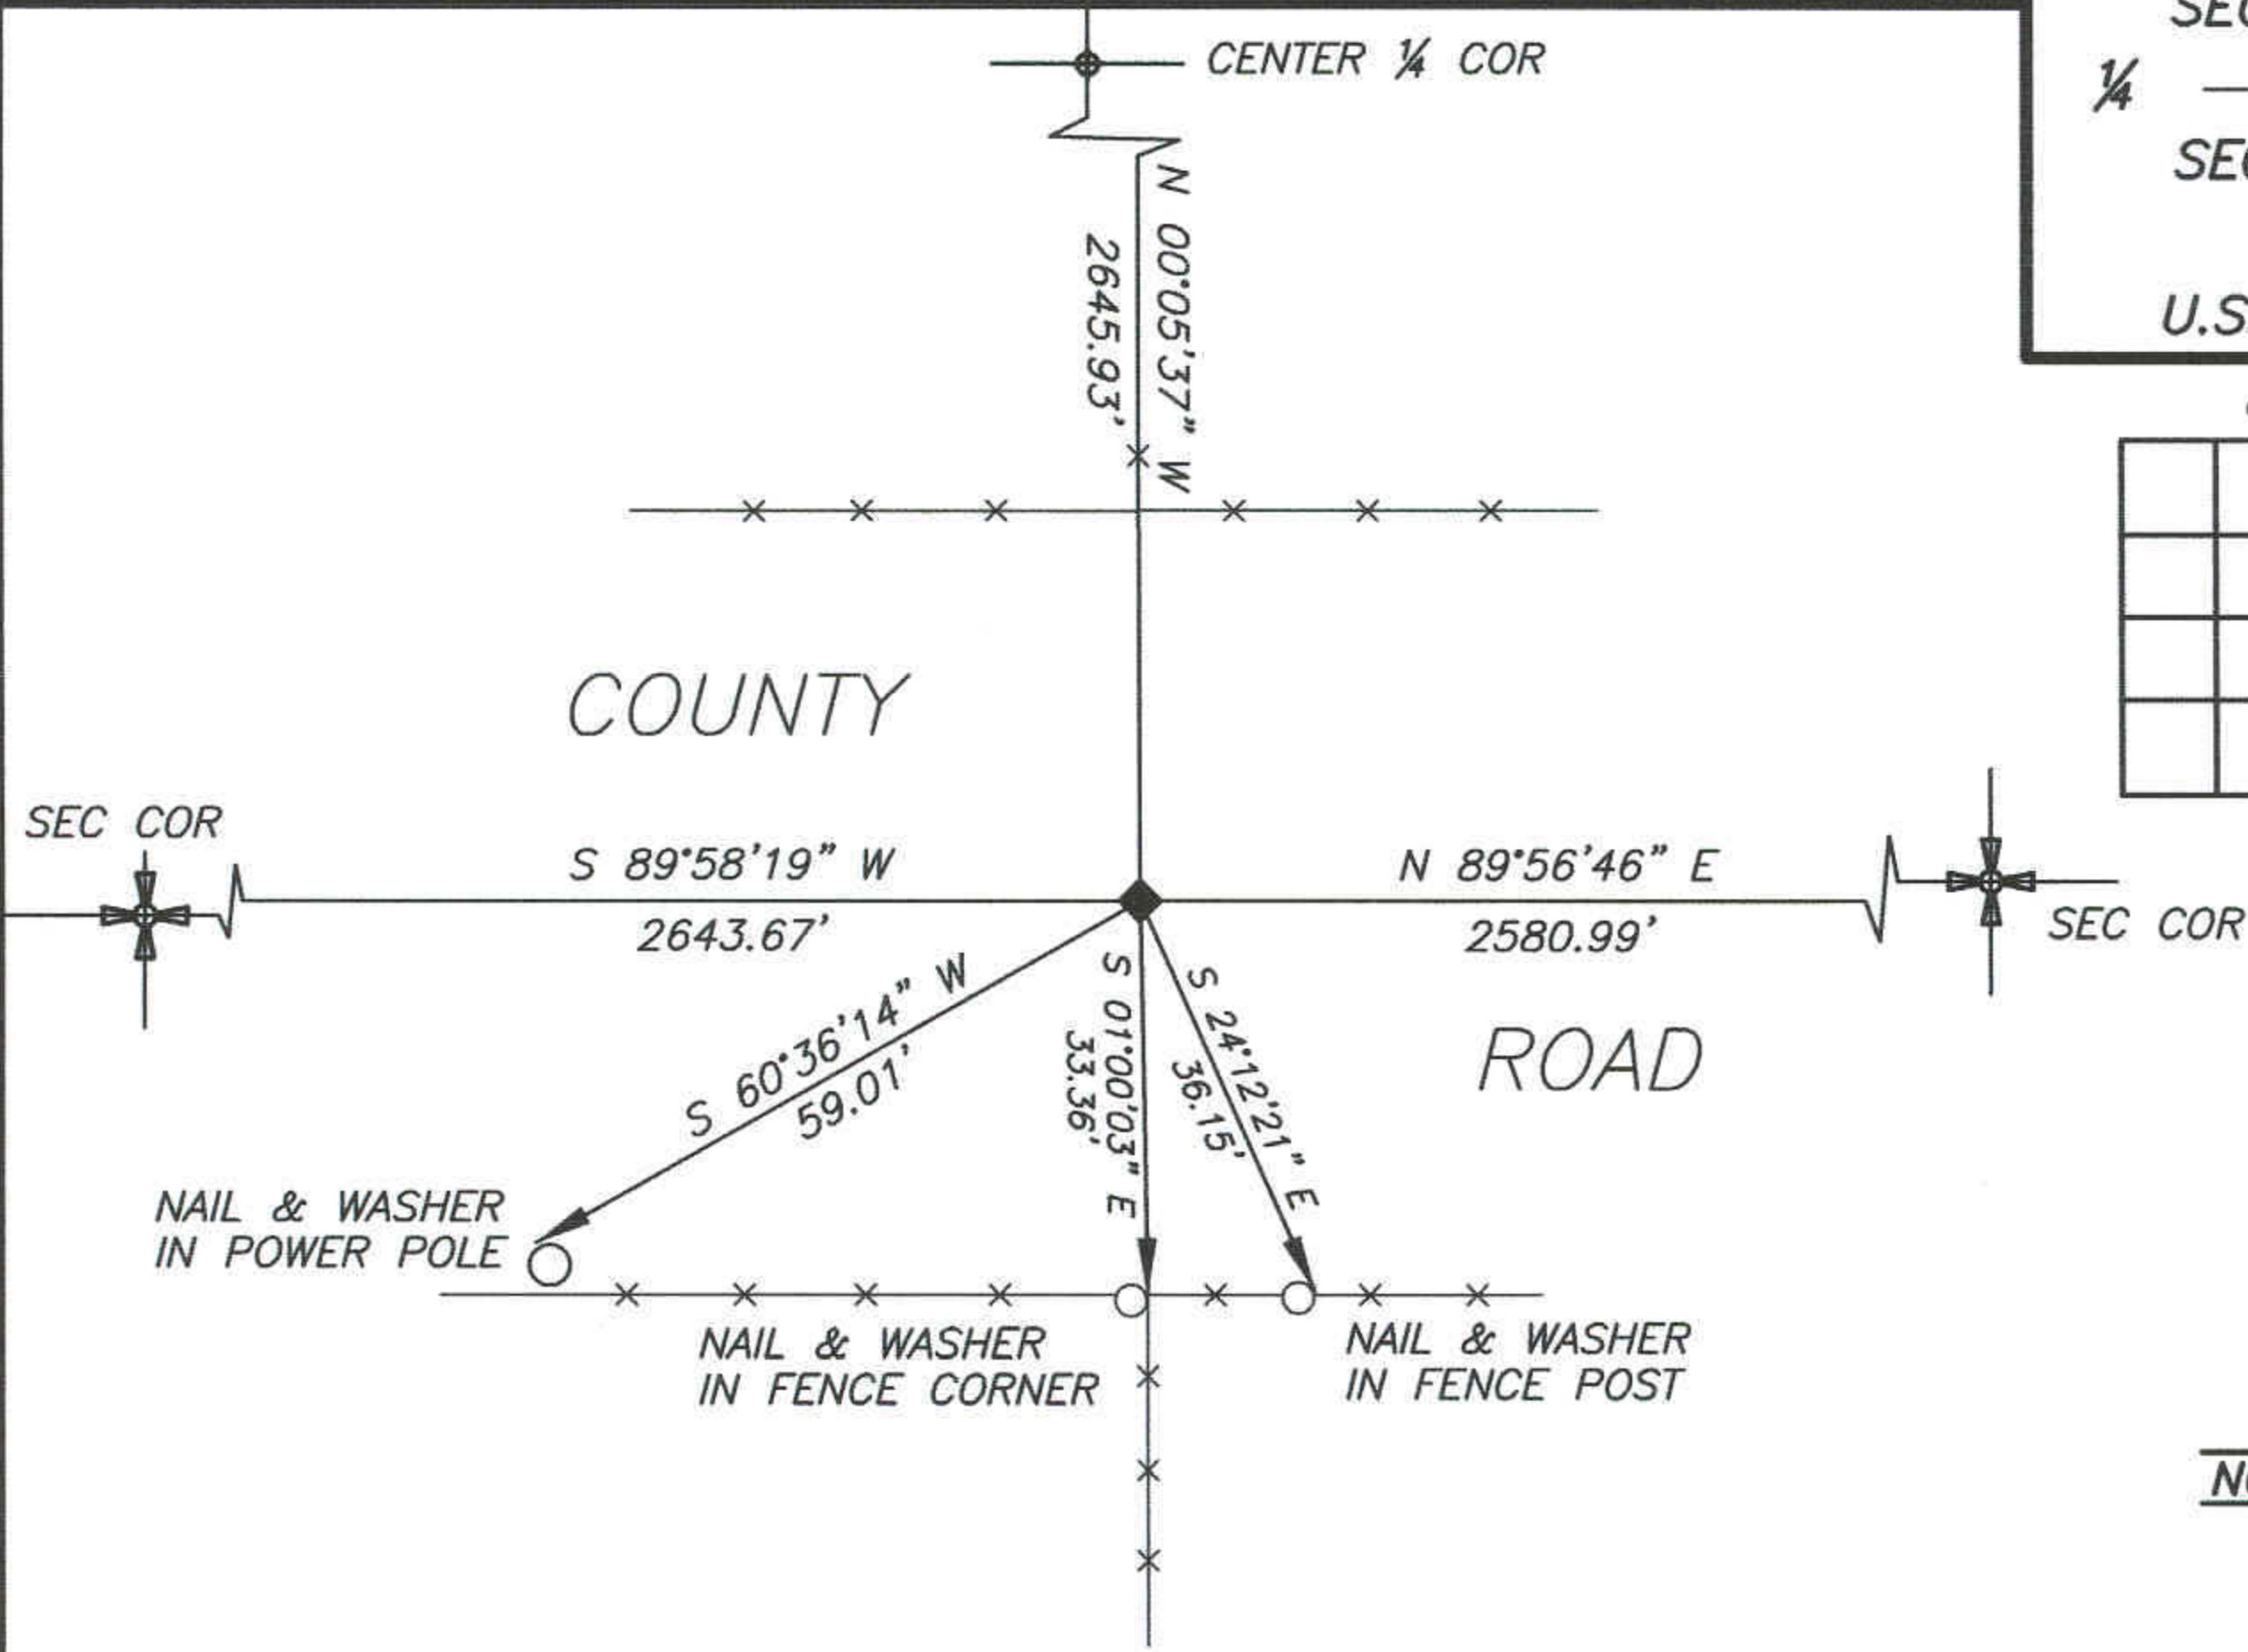 CENTER ¼ COR
SEC
¼
SEC
U.S.
N 00°05'37" W
2645.93'
COUNTY
SEC COR
S 89°58'19" W
2643.67'
N 89°56'46" E
2580.99'
SEC COR
ROAD
S 60°36'14" W
59.01'
S 01°00'03" E
33.36'
S 24°12'21" E
36.15'
NAIL & WASHER
IN POWER POLE
NAIL & WASHER
IN FENCE CORNER
NAIL & WASHER
IN FENCE POST